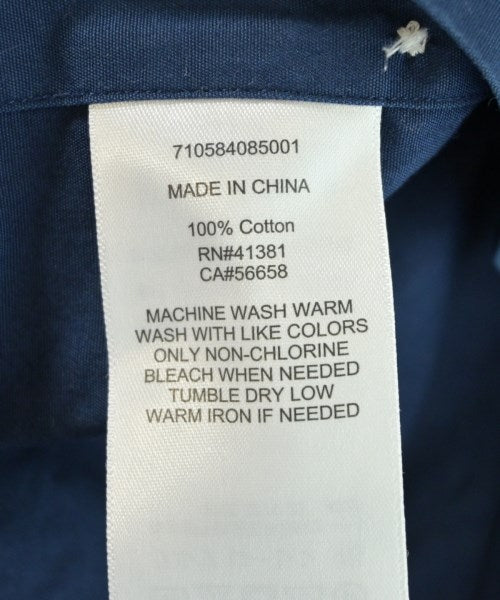 710584085001
MADE IN CHINA
100% Cotton
RN#41381
CA#56658
MACHINE WASH WARM
WASH WITH LIKE COLORS
ONLY NON-CHLORINE
BLEACH WHEN NEEDED
TUMBLE DRY LOW
WARM IRON IF NEEDED